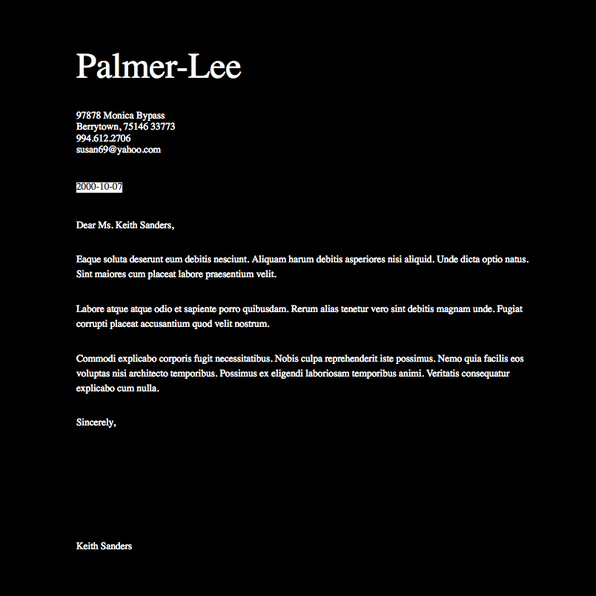 Palmer-Lee
97878 Monica Bypass
Berrytown, 75146 33773
994.612.2706
susan69@yahoo.com
2000-10-07
Dear Ms. Keith Sanders,
Eaque soluta deserunt eum debitis nesciunt. Aliquam harum debitis asperiores nisi aliquid. Unde dicta optio natus.
Sint maiores cum placeat labore praesentium velit.
Labore atque atque odio et sapiente porro quibusdam. Rerum alias tenetur vero sint debitis magnam unde. Fugiat
corrupti placeat accusantium quod velit nostrum.
Commodi explicabo corporis fugit necessitatibus. Nobis culpa reprehenderit iste possimus. Nemo quia facilis eos
voluptas nisi architecto temporibus. Possimus ex eligendi laboriosam temporibus animi. Veritatis consequatur
explicabo cum nulla.
Sincerely,
Keith Sanders